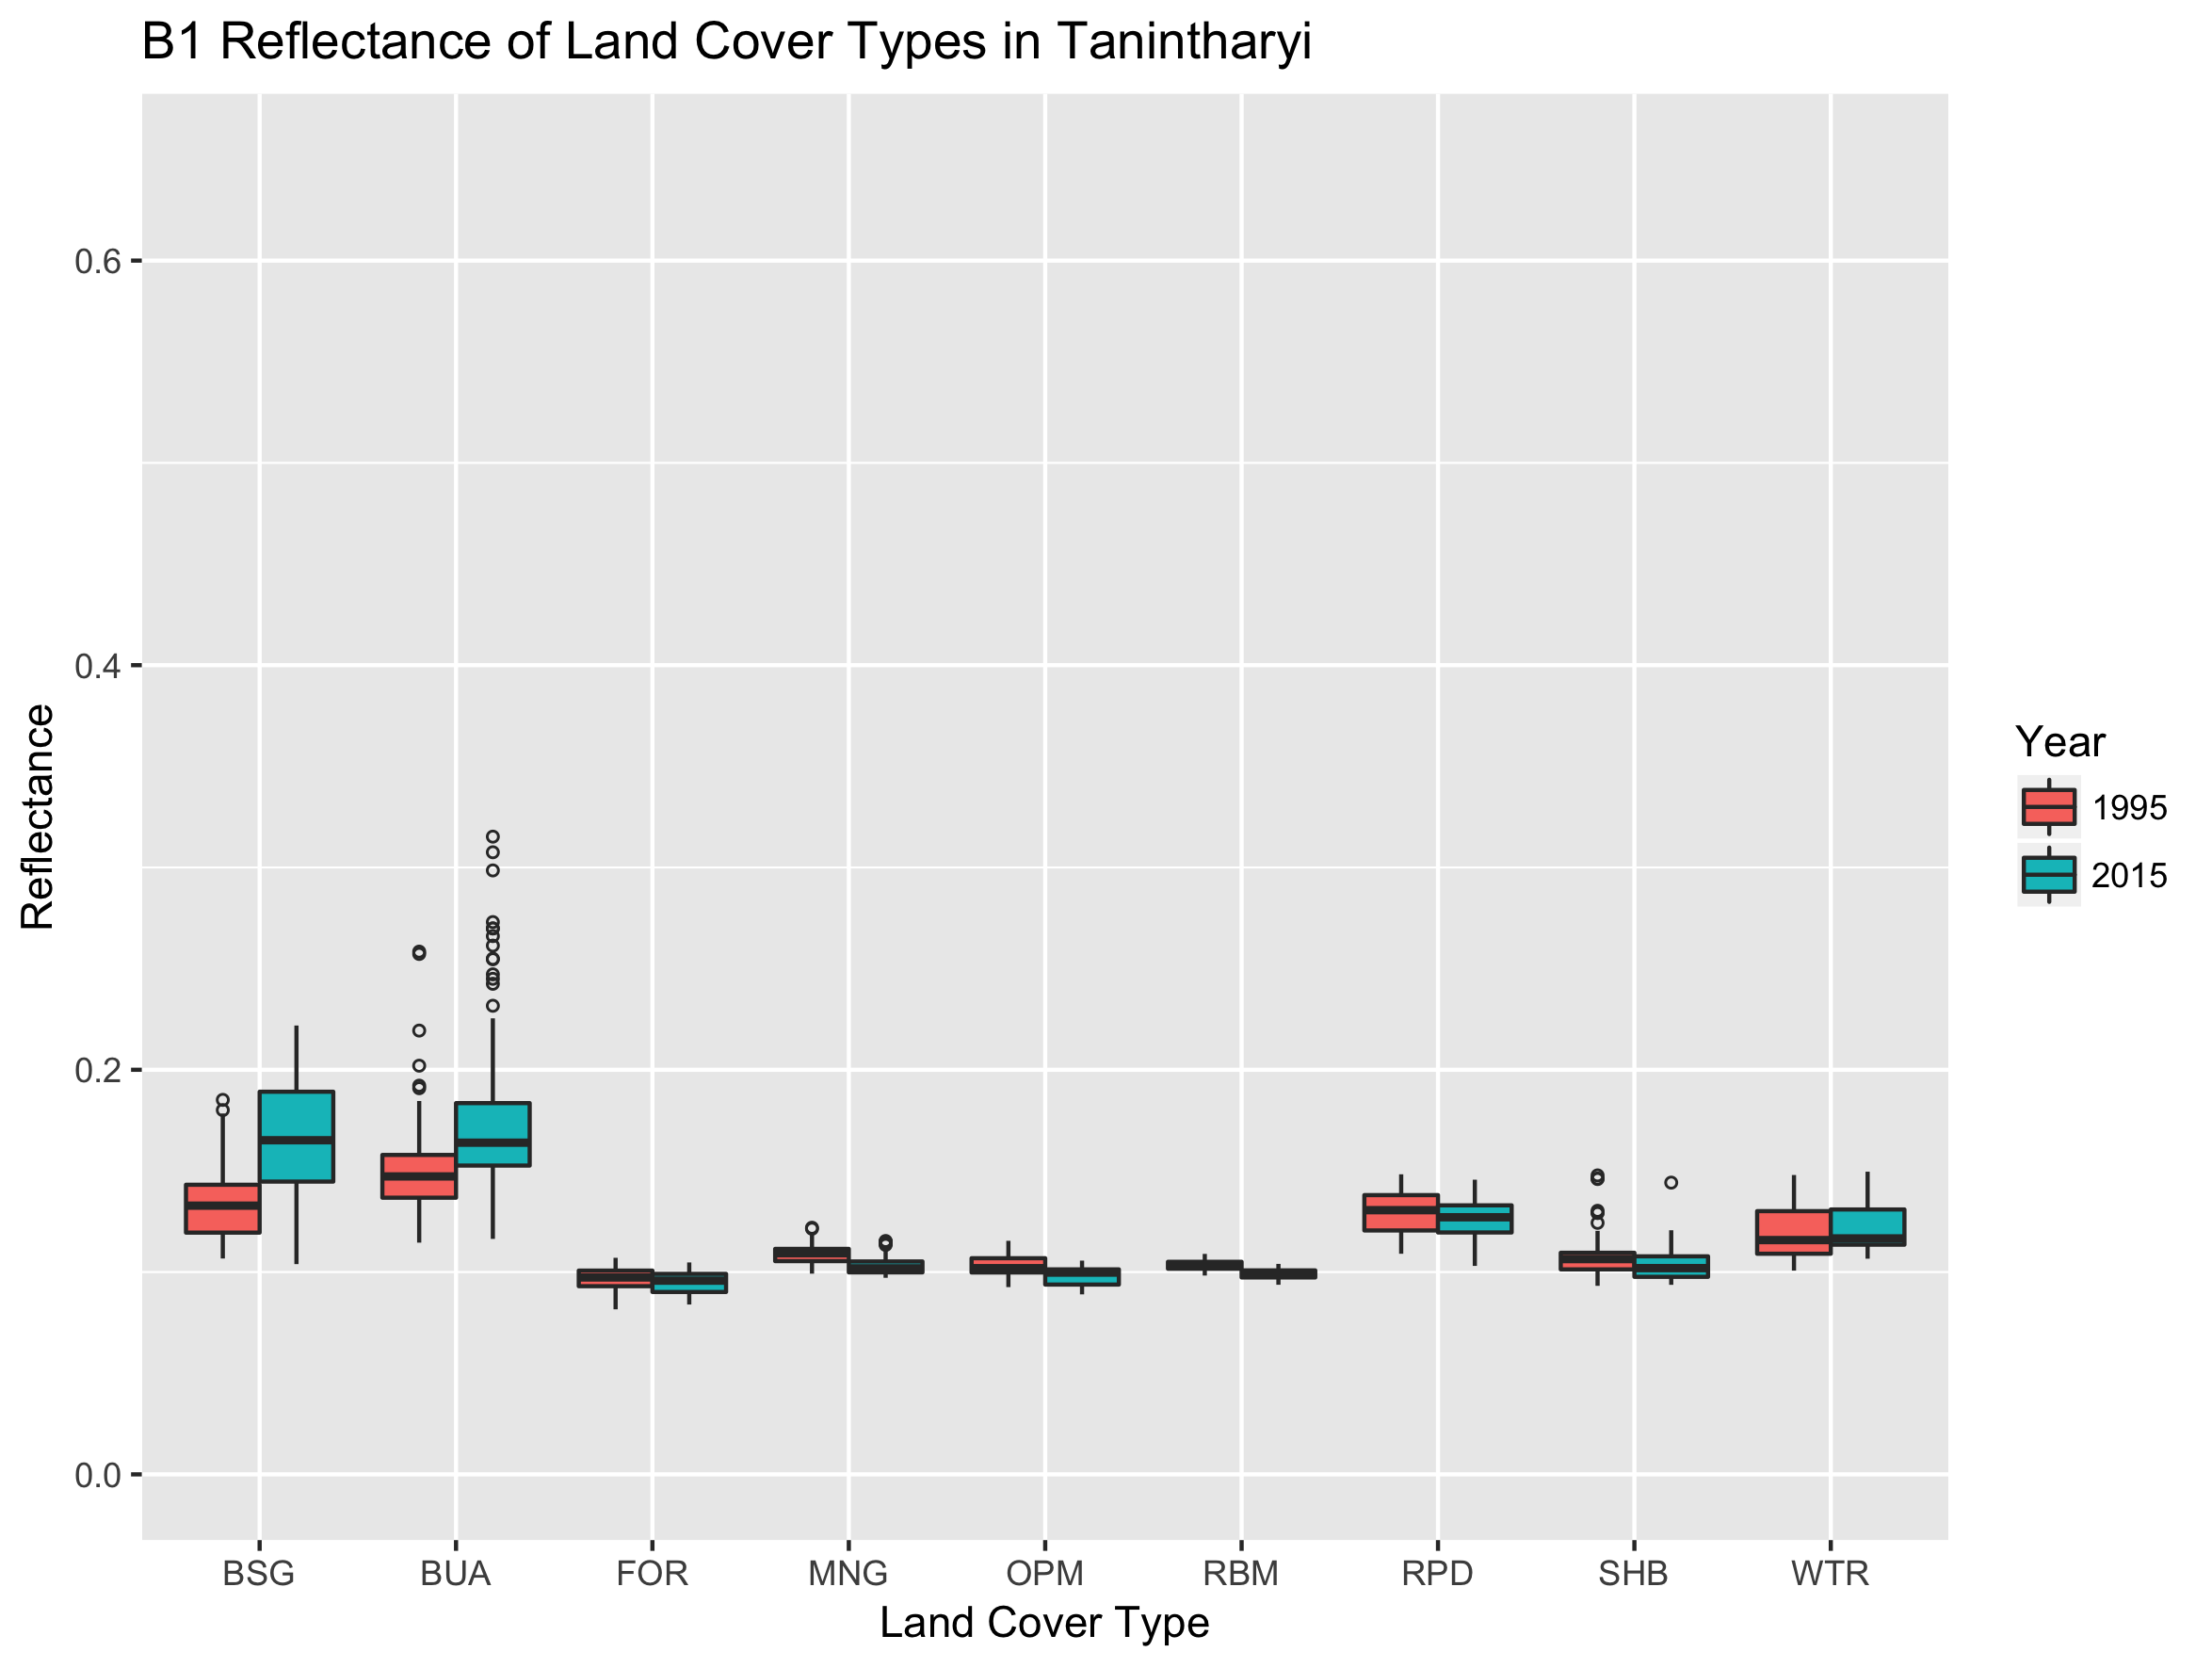 B1 Reflectance of Land Cover Types in Tanintharyi
0.6
0.4
0.2
0.0
Reflectance
BSG BUA FOR MNG OPM RBM RPD SHB WTR
Land Cover Type
Year
1995
2015